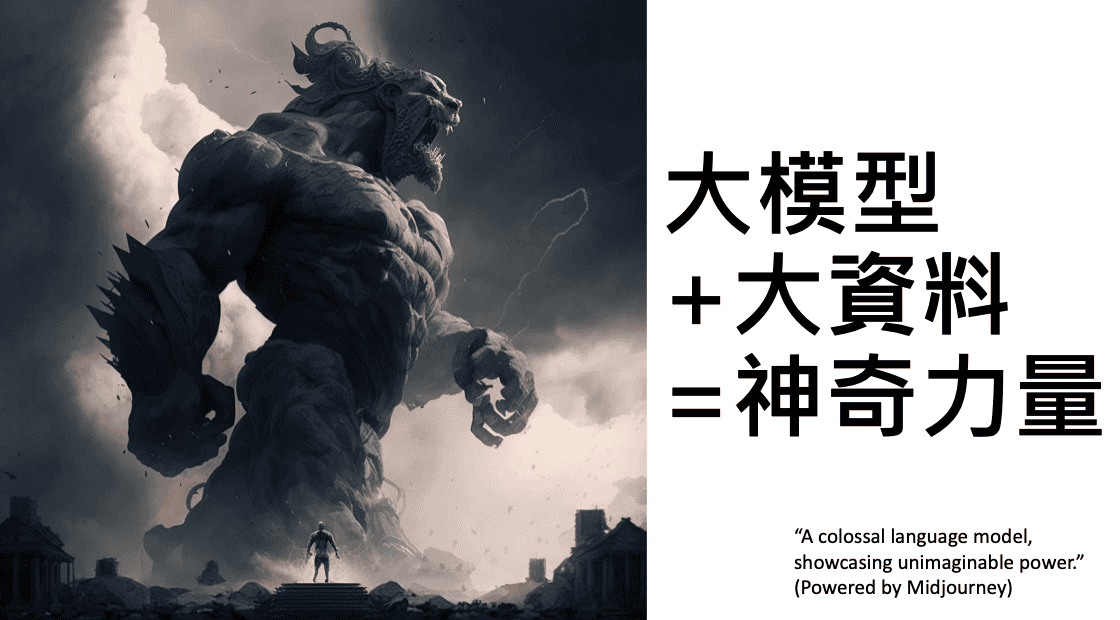 大模型
+大資料
=神奇力量
“A colossal language model,
showcasing unimaginable power.”
(Powered by Midjourney)